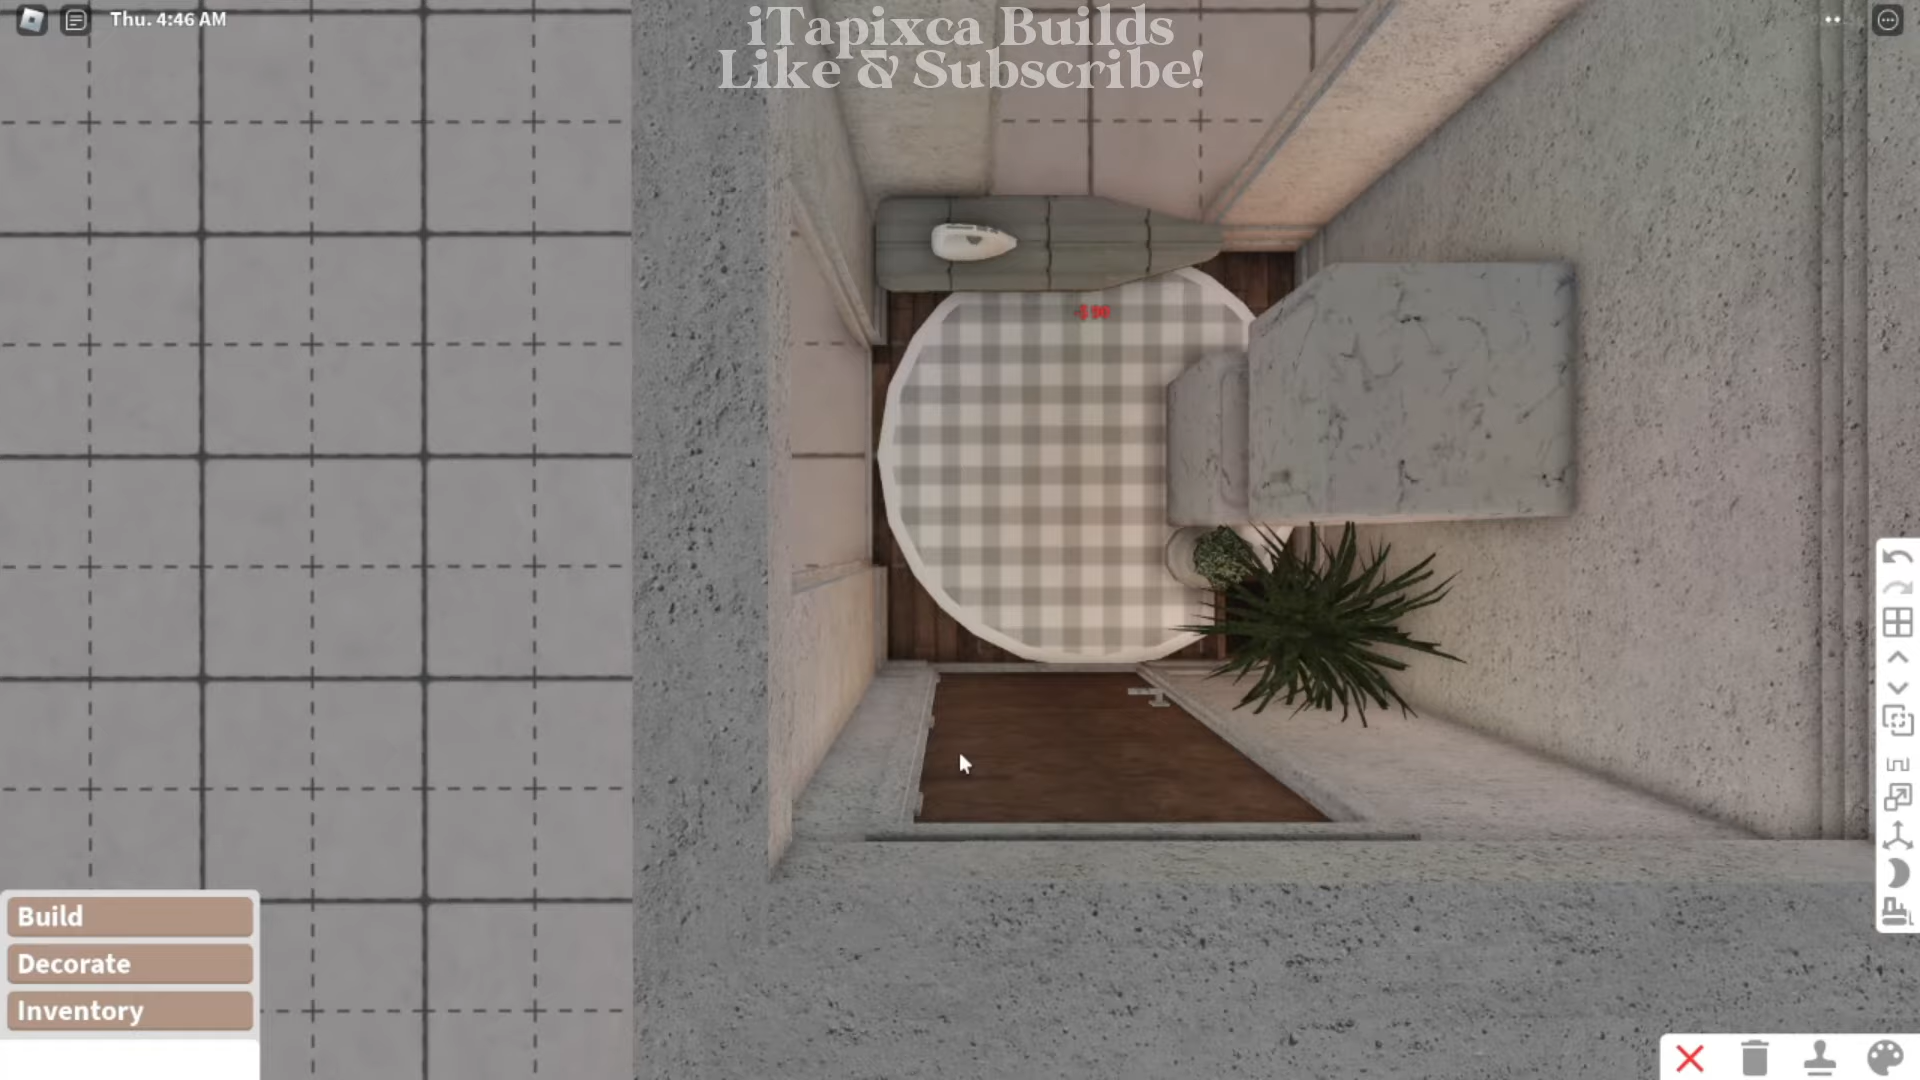 Thu. 4:46 AM
iTapixca Builds
Like & Subscribe!
Build
Decorate
Inventory